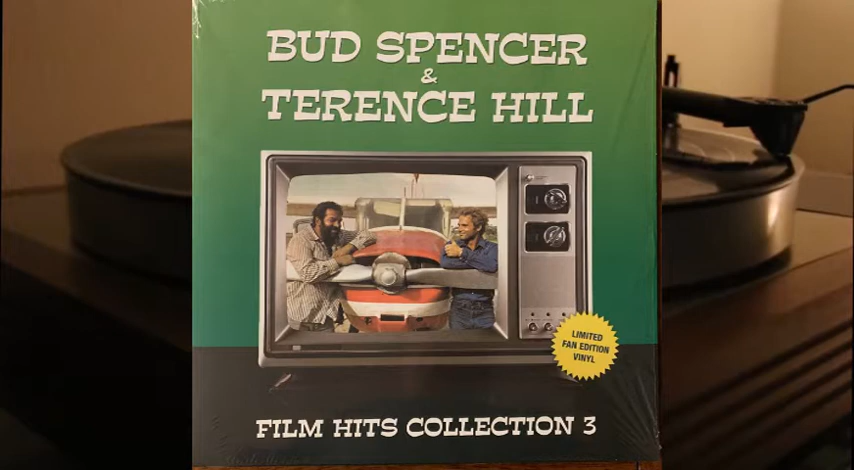 BUD SPENCER
&
TERENCE HILL
LIMITED
FAN EDITION
VINYL
FILM HITS COLLECTION 3